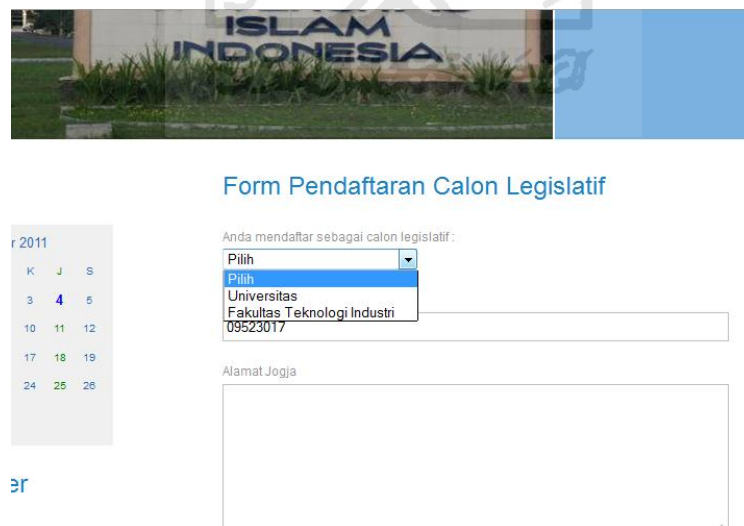 ISLAM
INDONESIA
Form Pendaftaran Calon Legislatif
r 2011
K J S
3 4 5
10 11 12
17 18 19
24 25 26
er
Anda mendaftar sebagai calon legislatif :
Pilih
Pilih
Universitas
Fakultas Teknologi Industri
09523017
Alamat Jogja